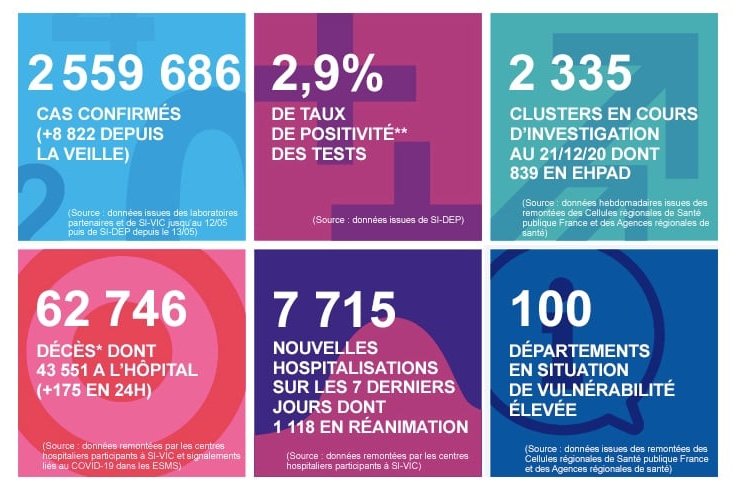 2 559 686
CAS CONFIRMÉS
(+8 822 DEPUIS
LA VEILLE)
(Source : données issues des laboratoires
partenaires et de SI-VIC jusqu'au 12/05
puis de SI-DEP depuis le 13/05)
2,9%
DE TAUX
DE POSITIVITÉ**
DES TESTS
(Source : données issues de SI-DEP)
2 335
CLUSTERS EN COURS
D'INVESTIGATION
AU 21/12/20 DONT
839 EN EHPAD
(Source : données hebdomadaires issues des
remontées des Cellules régionales de Santé
publique France et des Agences régionales de
santé)
62 746
DÉCÈS* DONT
43 551 A L'HÔPITAL
(+175 EN 24H)
(Source : données remontées par les centres
hospitaliers participants à SI-VIC et signalements
liés au COVID-19 dans les ESMS)
7 715
NOUVELLES
HOSPITALISATIONS
SUR LES 7 DERNIERS
JOURS DONT
1 118 EN RÉANIMATION
(Source : données remontées par les centres
hospitaliers participants à SI-VIC)
100
DÉPARTEMENTS
EN SITUATION
DE VULNÉRABILITÉ
ÉLEVÉE
(Source : données issues des remontées des
Cellules régionales de Santé publique France
et des Agences régionales de santé)